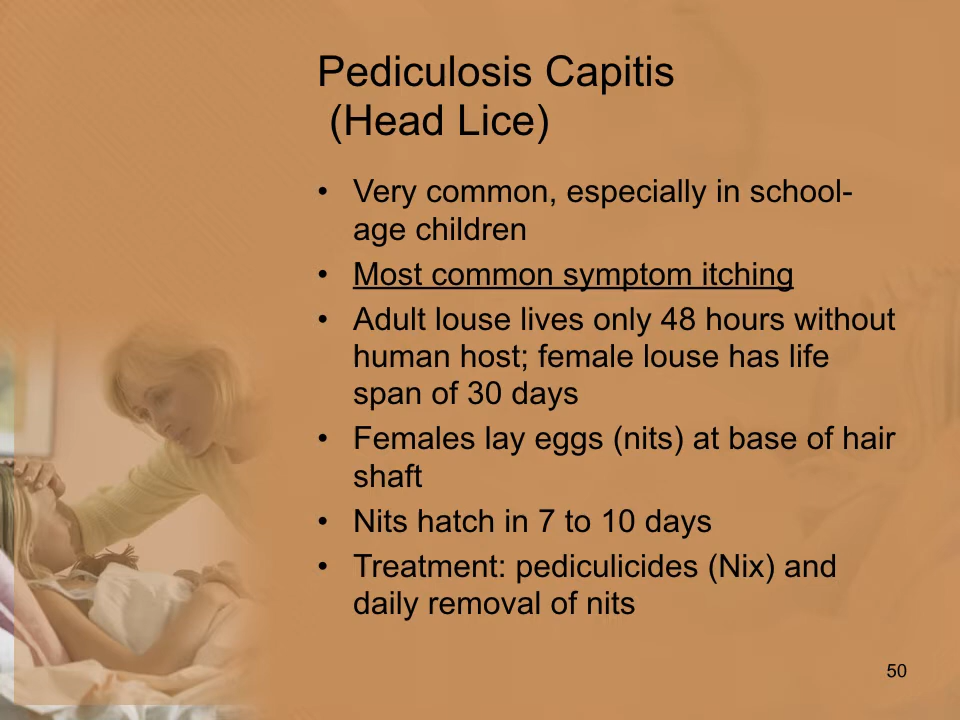 Pediculosis Capitis
(Head Lice)
• Very common, especially in school-
age children
• Most common symptom itching
• Adult louse lives only 48 hours without
human host; female louse has life
span of 30 days
• Females lay eggs (nits) at base of hair
shaft
• Nits hatch in 7 to 10 days
• Treatment: pediculicides (Nix) and
daily removal of nits
50